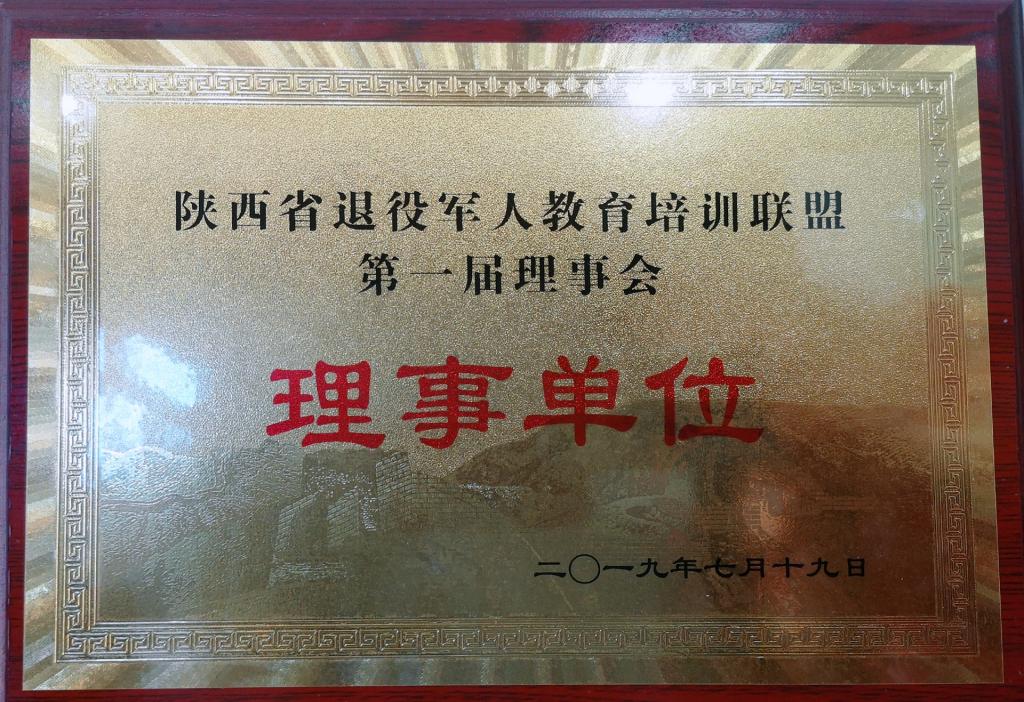 陕西省退役军人教育培训联盟
第一届理事会
理事单位
二〇一九年七月十九日